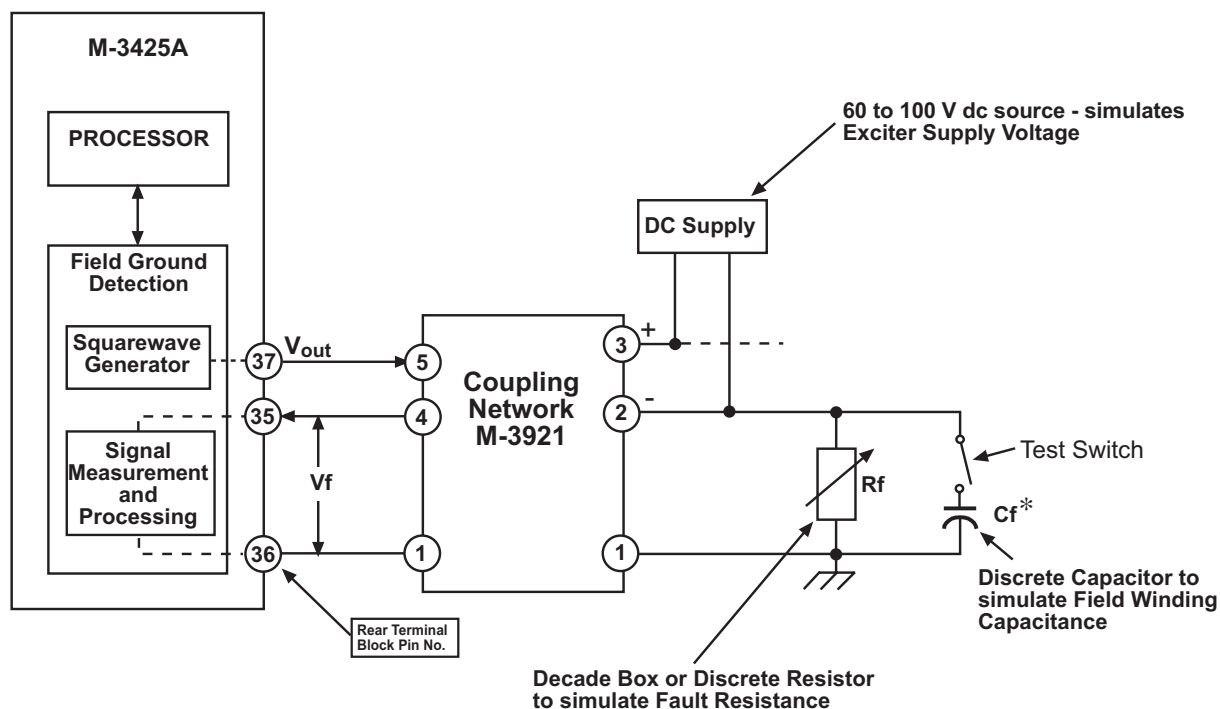 M-3425A
PROCESSOR
Field Ground
Detection
Squarewave
Generator
Signal
Measurement
and
Processing
37
35
36
Vout
Vf
5
4
1
Coupling
Network
M-3921
3
2
1
+
-
60 to 100 V dc source - simulates
Exciter Supply Voltage
DC Supply
Rf
Test Switch
Cf*
Discrete Capacitor to
simulate Field Winding
Capacitance
Rear Terminal
Block Pin No.
Decade Box or Discrete Resistor
to simulate Fault Resistance